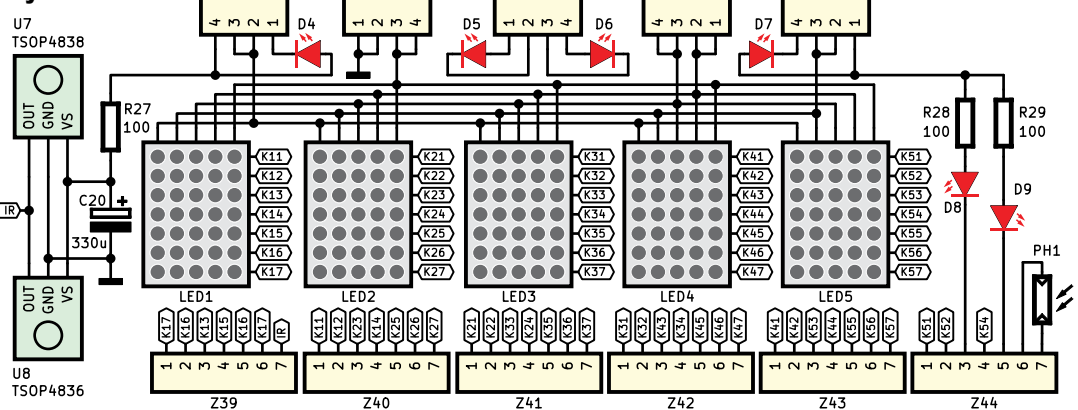 U7
TSOP4838
OUT
GND
VS
4 3 2 1
D4
1 2 3 4
D5
1 2 3 4
D6
4 3 2 1
D7
4 3 2 1
R27
100
R28
100
R29
100
C20
+
330u
IR
D8
D9
PH1
K11
K12
K13
K14
K15
K16
K17
LED1
K21
K22
K23
K24
K25
K26
K27
LED2
K31
K32
K33
K34
K35
K36
K37
LED3
K41
K42
K43
K44
K45
K46
K47
LED4
K51
K52
K53
K54
K55
K56
K57
LED5
OUT
GND
VS
U8
TSOP4836
K17 K16 K13 K15 K16 K17 IR
1 2 3 4 5 6 7
Z39
K11 K12 K23 K14 K25 K26 K27
1 2 3 4 5 6 7
Z40
K21 K22 K33 K24 K35 K36 K37
1 2 3 4 5 6 7
Z41
K31 K32 K43 K34 K45 K46 K47
1 2 3 4 5 6 7
Z42
K41 K42 K53 K44 K55 K56 K57
1 2 3 4 5 6 7
Z43
K51 K52 K54
1 2 3 4 5 6 7
Z44